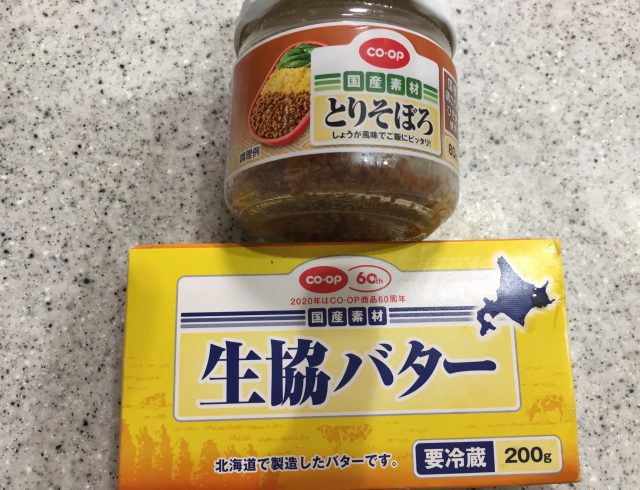 CO·OP
国産素材
とりそぼろ
しょうが風味でご飯にピッタリ!
調理例
CO·OP 60th
2020年はCO·OP商品60周年
国産素材
生協バター
北海道で製造したバターです。
要冷蔵 200g